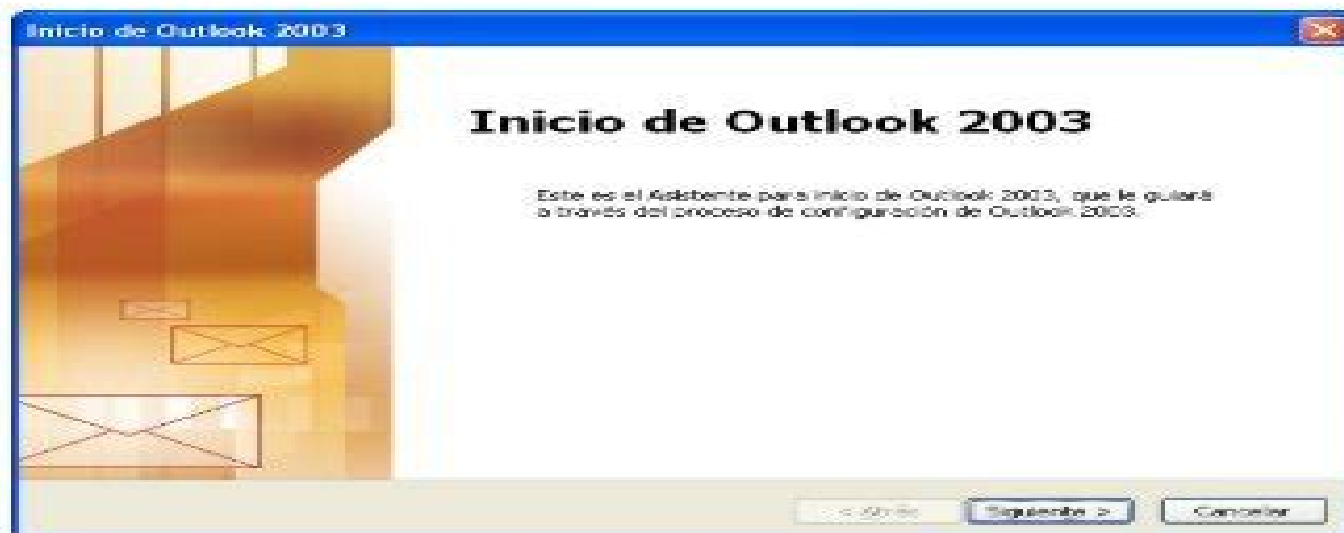 Inicio de Outlook 2003
Inicio de Outlook 2003
Este es el Asistente para inicio de Outlook 2003, que le guiará
a través del proceso de configuración de Outlook 2003.
< Atrás
Siguiente >
Cancelar